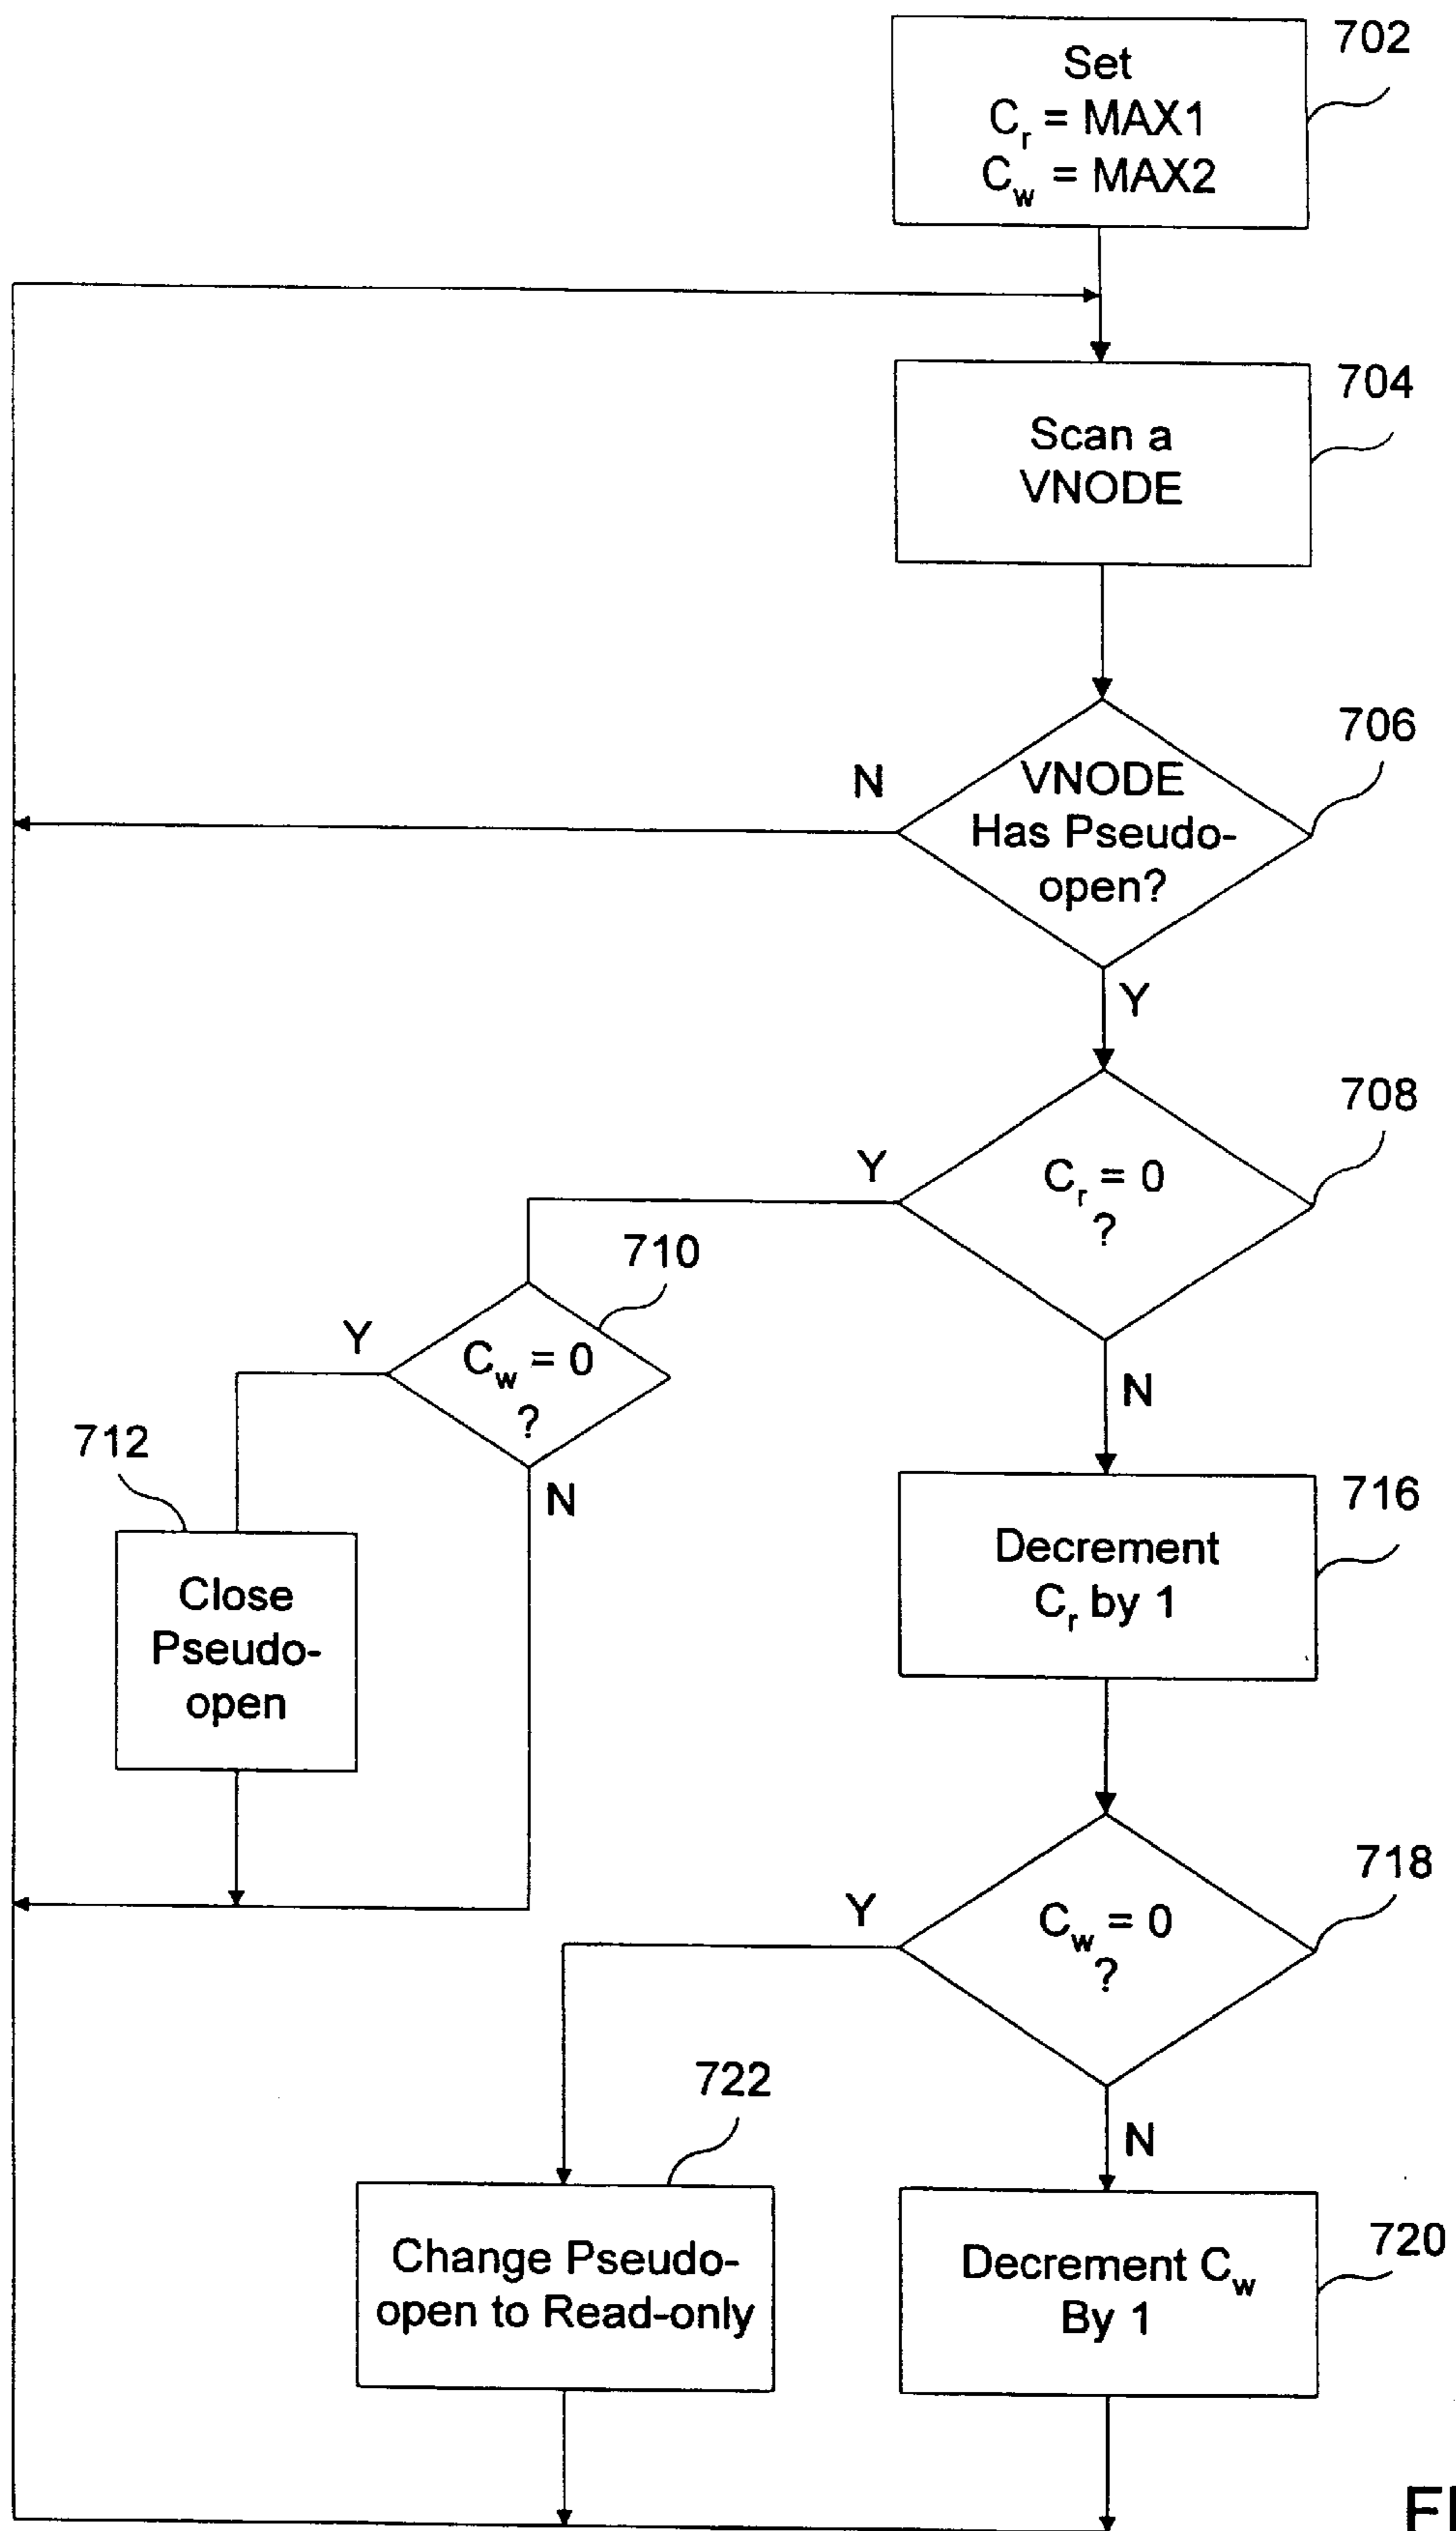 702
Set
Cr = MAX1
Cw = MAX2
704
Scan a
VNODE
706
N
VNODE
Has Pseudo-
open?
Y
708
Y
Cr = 0
?
710
Y
Cw = 0
?
N
712
N
Close
Pseudo-
open
716
Decrement
Cr by 1
718
Y
Cw = 0
?
722
N
Change Pseudo-
open to Read-only
720
Decrement Cw
By 1